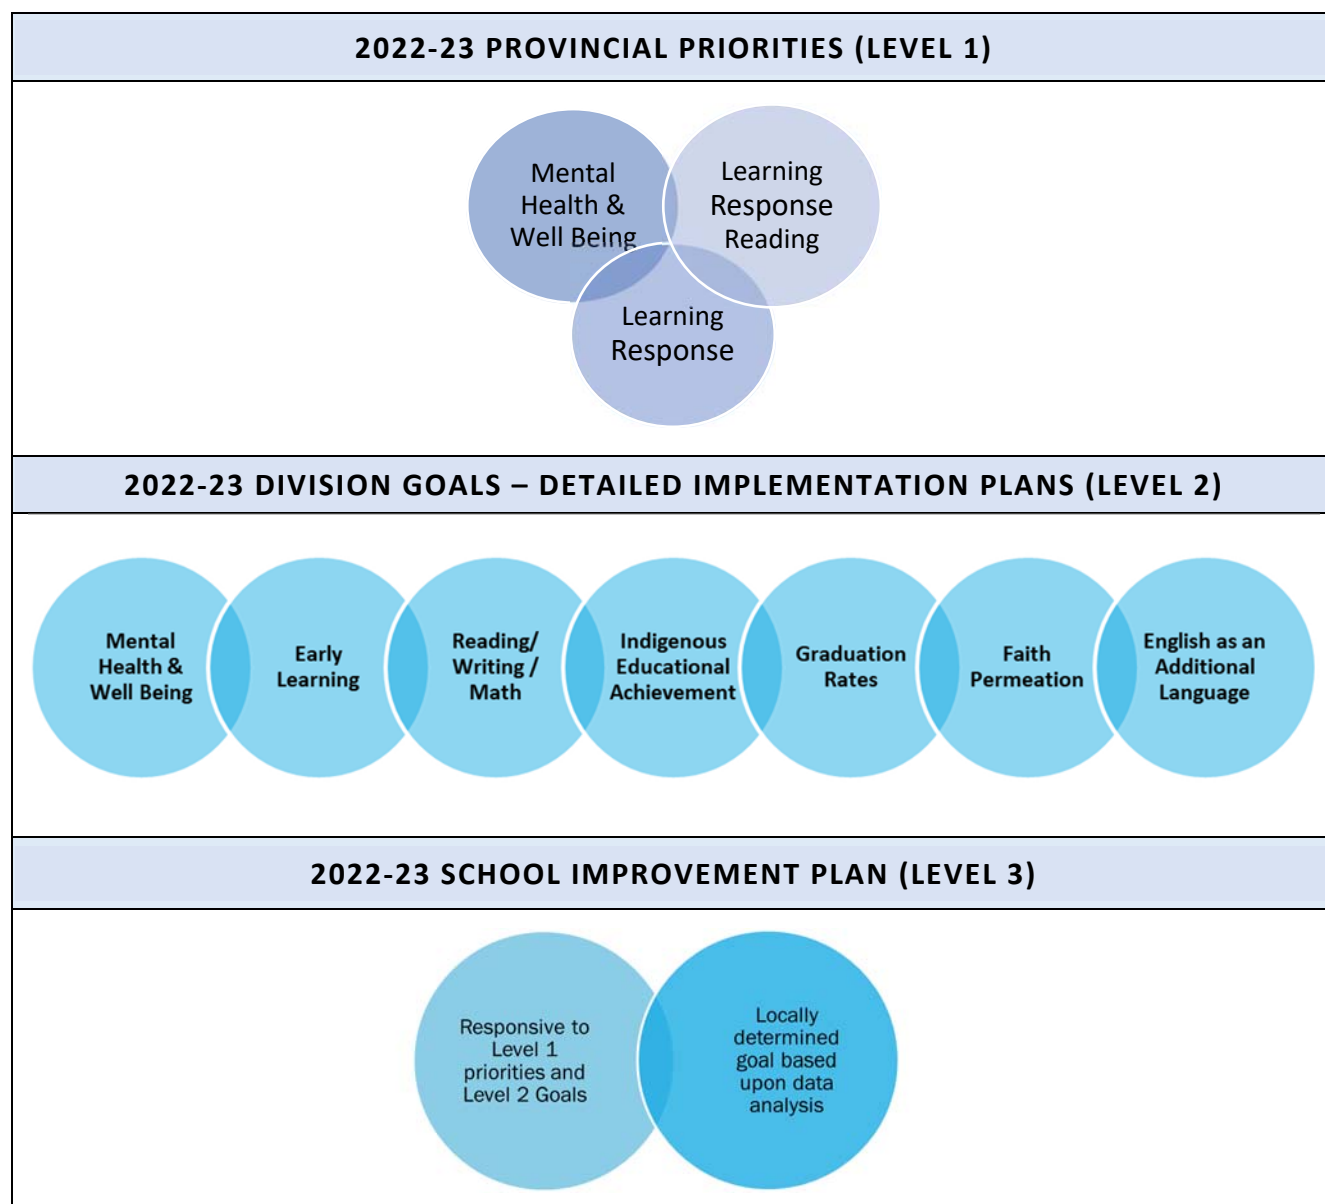 2022-23 PROVINCIAL PRIORITIES (LEVEL 1)
Mental
Health &
Well Being
Learning
Response
Reading
Learning
Response
2022-23 DIVISION GOALS – DETAILED IMPLEMENTATION PLANS (LEVEL 2)
Mental
Health &
Well Being
Early
Learning
Reading/
Writing /
Math
Indigenous
Educational
Achievement
Graduation
Rates
Faith
Permeation
English as an
Additional
Language
2022-23 SCHOOL IMPROVEMENT PLAN (LEVEL 3)
Responsive to
Level 1
priorities and
Level 2 Goals
Locally
determined
goal based
upon data
analysis